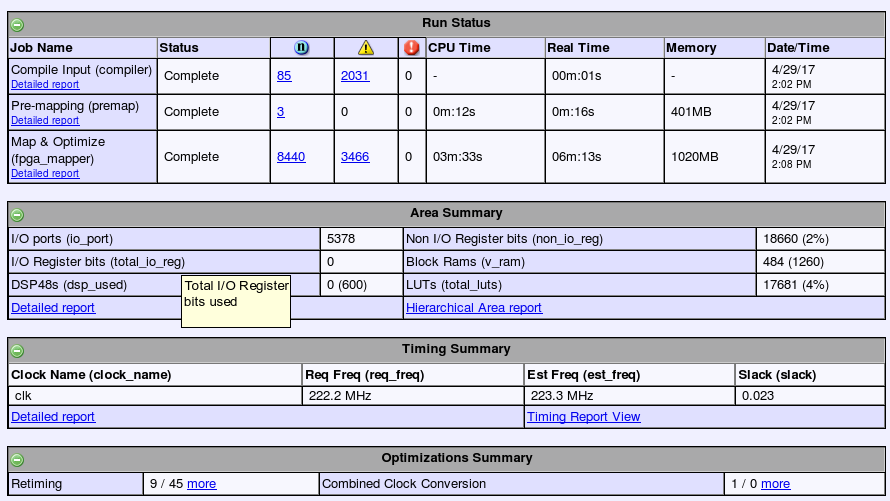 Run Status
Job Name Status CPU Time Real Time Memory Date/Time
Compile Input (compiler) Complete 85 2031 0 - 00m:01s - 4/29/17
Detailed report 2:02 PM
Pre-mapping (premap) Complete 3 0 0 0m:12s 0m:16s 401MB 4/29/17
Detailed report 2:02 PM
Map & Optimize
(fpga_mapper) Complete 8440 3466 0 03m:33s 06m:13s 1020MB 4/29/17
Detailed report 2:08 PM
Area Summary
I/O ports (io_port) 5378 Non I/O Register bits (non_io_reg) 18660 (2%)
I/O Register bits (total_io_reg) 0 Block Rams (v_ram) 484 (1260)
DSP48s (dsp_used) 0 (600) LUTs (total_luts) 17681 (4%)
Total I/O Register
bits used
Detailed report Hierarchical Area report
Timing Summary
Clock Name (clock_name) Req Freq (req_freq) Est Freq (est_freq) Slack (slack)
clk 222.2 MHz 223.3 MHz 0.023
Detailed report Timing Report View
Optimizations Summary
Retiming 9 / 45 more Combined Clock Conversion 1 / 0 more